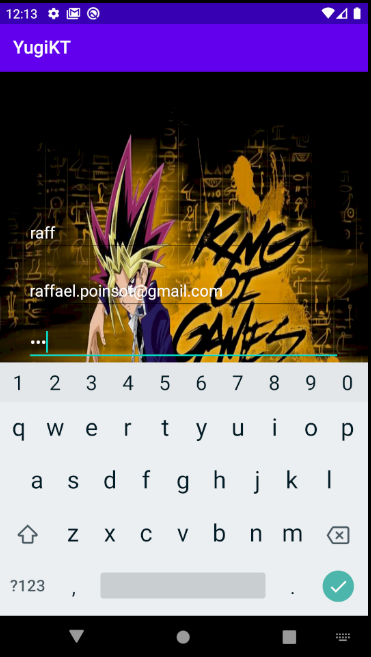 12:13
YugiKT
KING
OF
GAMES
raff
raffael.poinsot@gmail.com
•••
1 2 3 4 5 6 7 8 9 0
q w e r t y u i o p
a s d f g h j k l
z x c v b n m
?123 , .